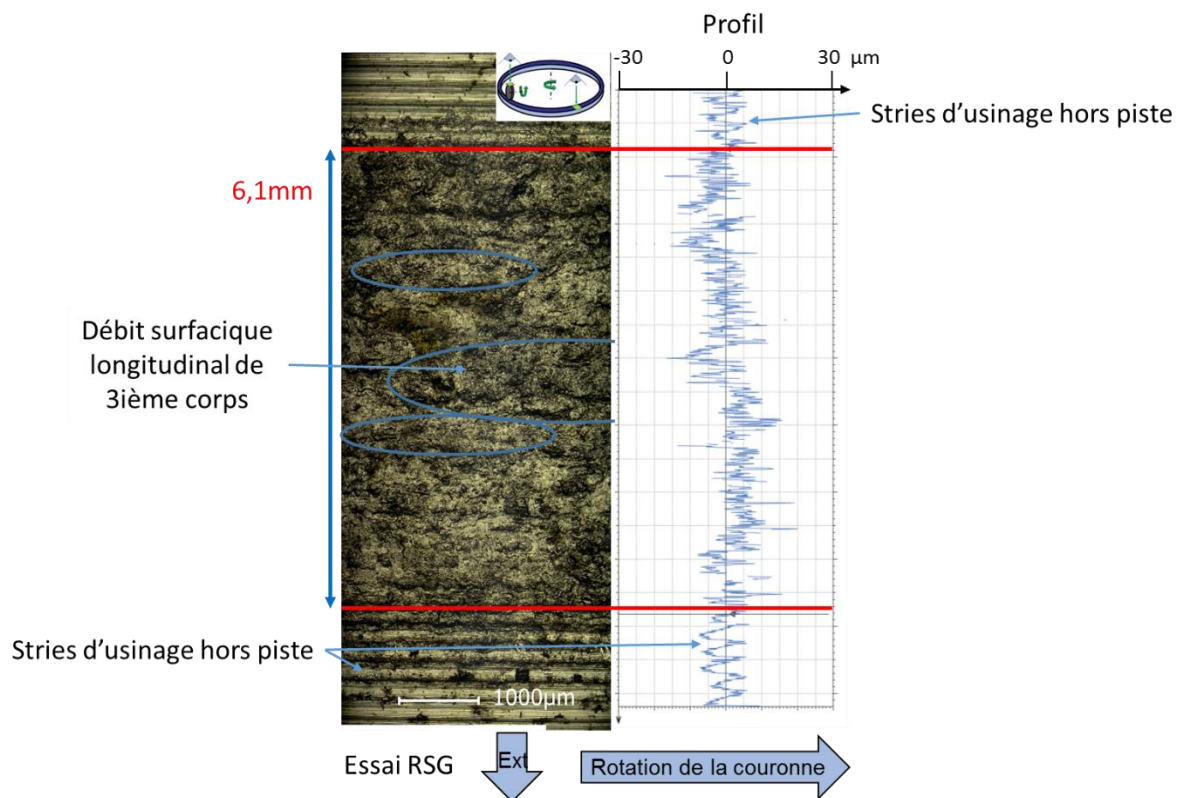 Profil
-30 0 30 µm
Stries d'usinage hors piste
6,1mm
Débit surfacique
longitudinal de
3ième corps
Stries d'usinage hors piste
1000µm
Essai RSG
Ext
Rotation de la couronne